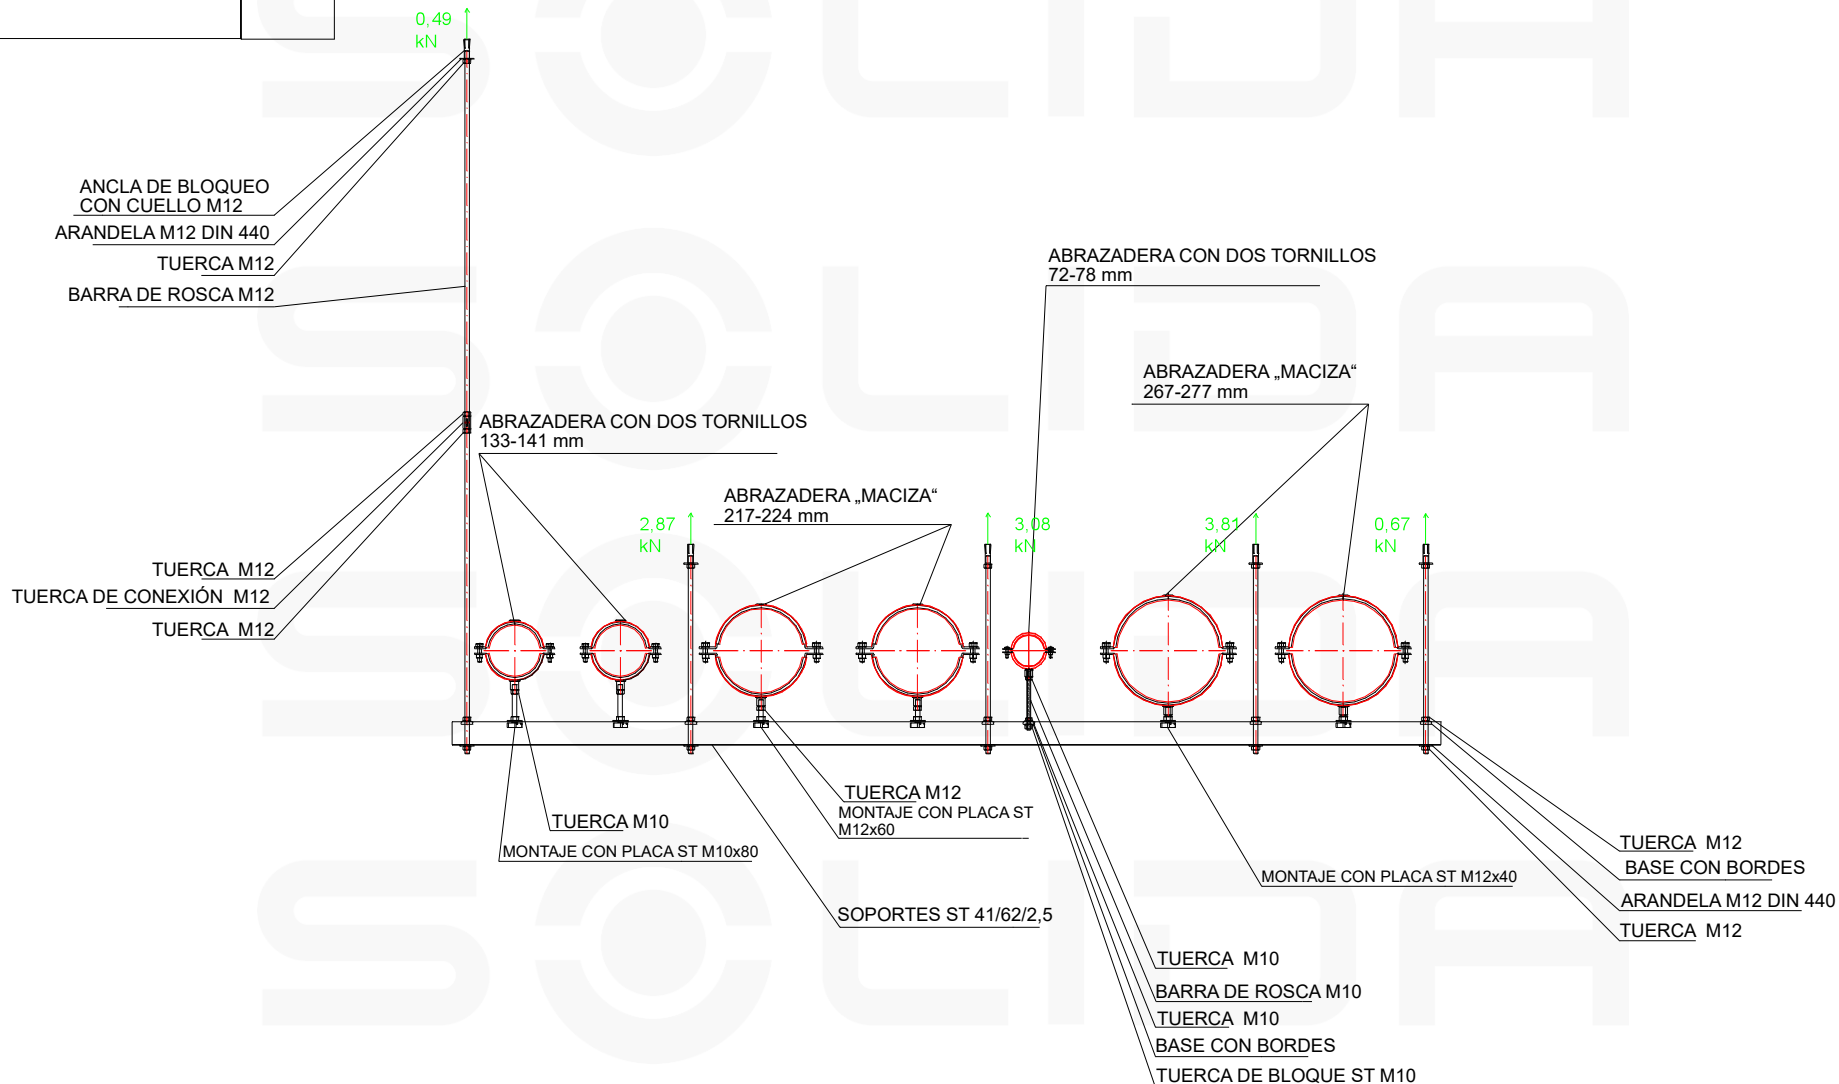 0,49
kN
ANCLA DE BLOQUEO
CON CUELLO M12
ARANDELA M12 DIN 440
TUERCA M12
BARRA DE ROSCA M12
ABRAZADERA CON DOS TORNILLOS
72-78 mm
ABRAZADERA „MACIZA“
267-277 mm
ABRAZADERA CON DOS TORNILLOS
133-141 mm
ABRAZADERA „MACIZA“
217-224 mm
2,87
kN
3,08
kN
3,81
kN
0,67
kN
TUERCA M12
TUERCA DE CONEXIÓN M12
TUERCA M12
TUERCA M12
MONTAJE CON PLACA ST
M12x60
TUERCA M10
MONTAJE CON PLACA ST M10x80
SOPORTES ST 41/62/2,5
MONTAJE CON PLACA ST M12x40
TUERCA M12
BASE CON BORDES
ARANDELA M12 DIN 440
TUERCA M12
TUERCA M10
BARRA DE ROSCA M10
TUERCA M10
BASE CON BORDES
TUERCA DE BLOQUE ST M10
SOLIDA
SOLIDA
SOLIDA
SOLIDA